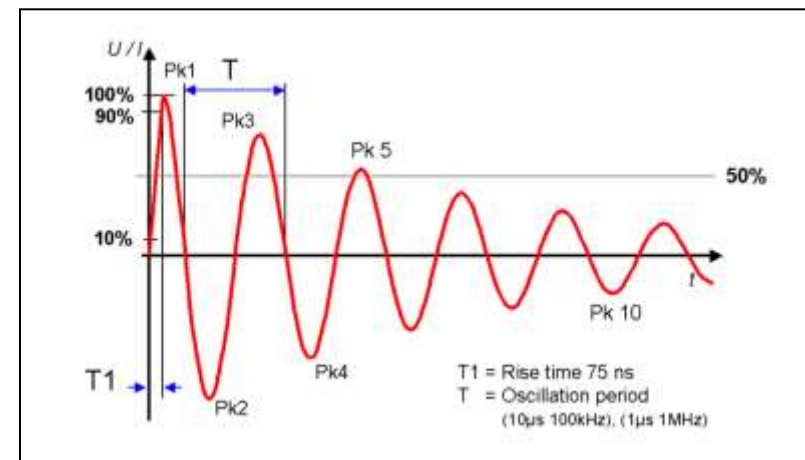 U / I
Pk1
T
100%
90%
Pk3
Pk 5
50%
10%
t
Pk 10
T1
Pk4
Pk2
T1 = Rise time 75 ns
T = Oscillation period
(10µs 100kHz), (1µs 1MHz)